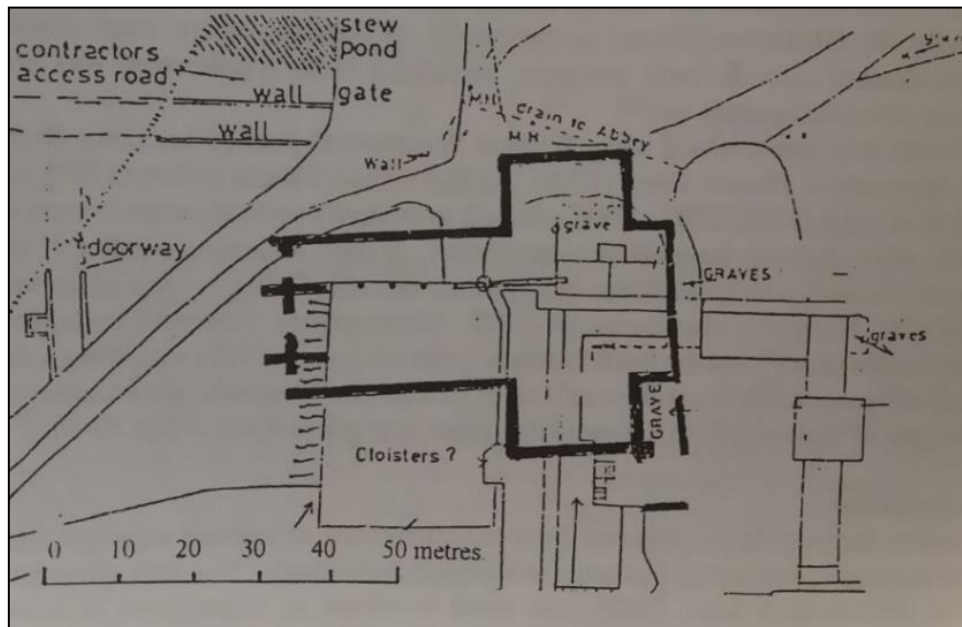 stew
pond
contractors
access road
wall
gate
wall
Wall
M.H
M.H
drain to Abbey
doorway
grave
GRAVES
graves
GRAVE
Cloisters ?
0 10 20 30 40 50 metres.